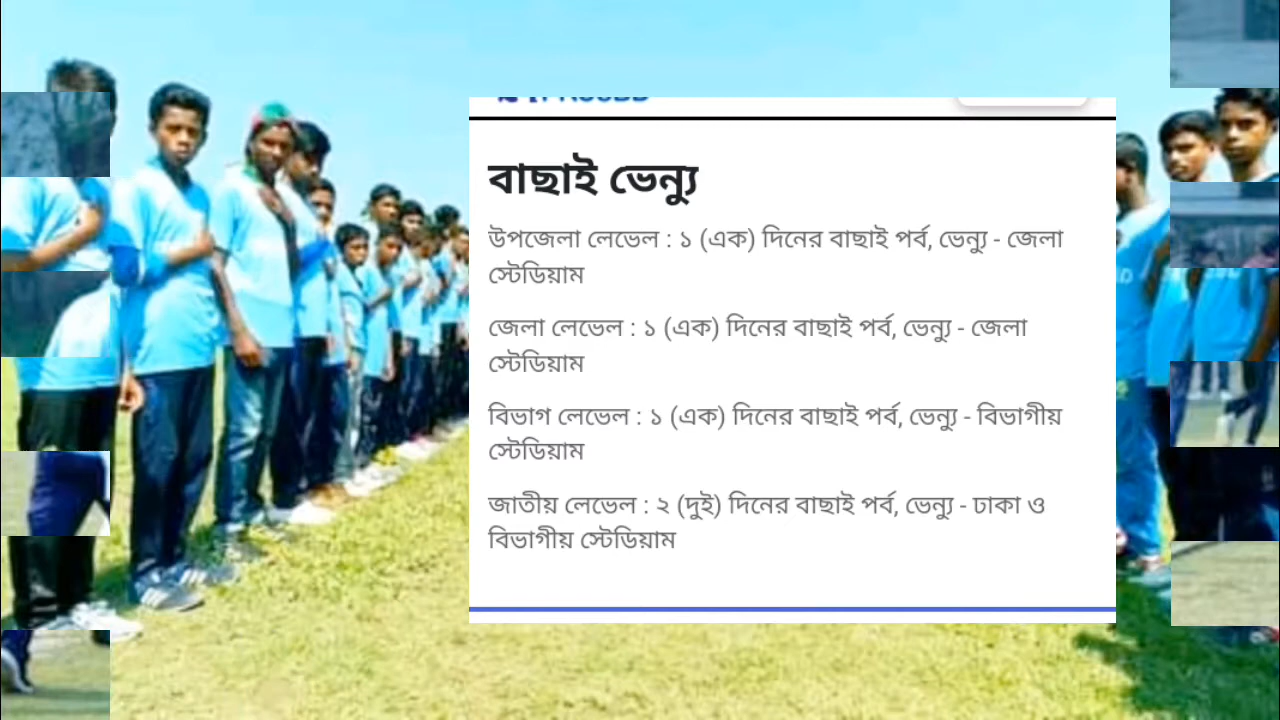 বাছাই ভেন্যু
উপজেলা লেভেল : ১ (এক) দিনের বাছাই পর্ব, ভেন্যু - জেলা
স্টেডিয়াম
জেলা লেভেল : ১ (এক) দিনের বাছাই পর্ব, ভেন্যু - জেলা
স্টেডিয়াম
বিভাগ লেভেল : ১ (এক) দিনের বাছাই পর্ব, ভেন্যু - বিভাগীয়
স্টেডিয়াম
জাতীয় লেভেল : ২ (দুই) দিনের বাছাই পর্ব, ভেন্যু - ঢাকা ও
বিভাগীয় স্টেডিয়াম